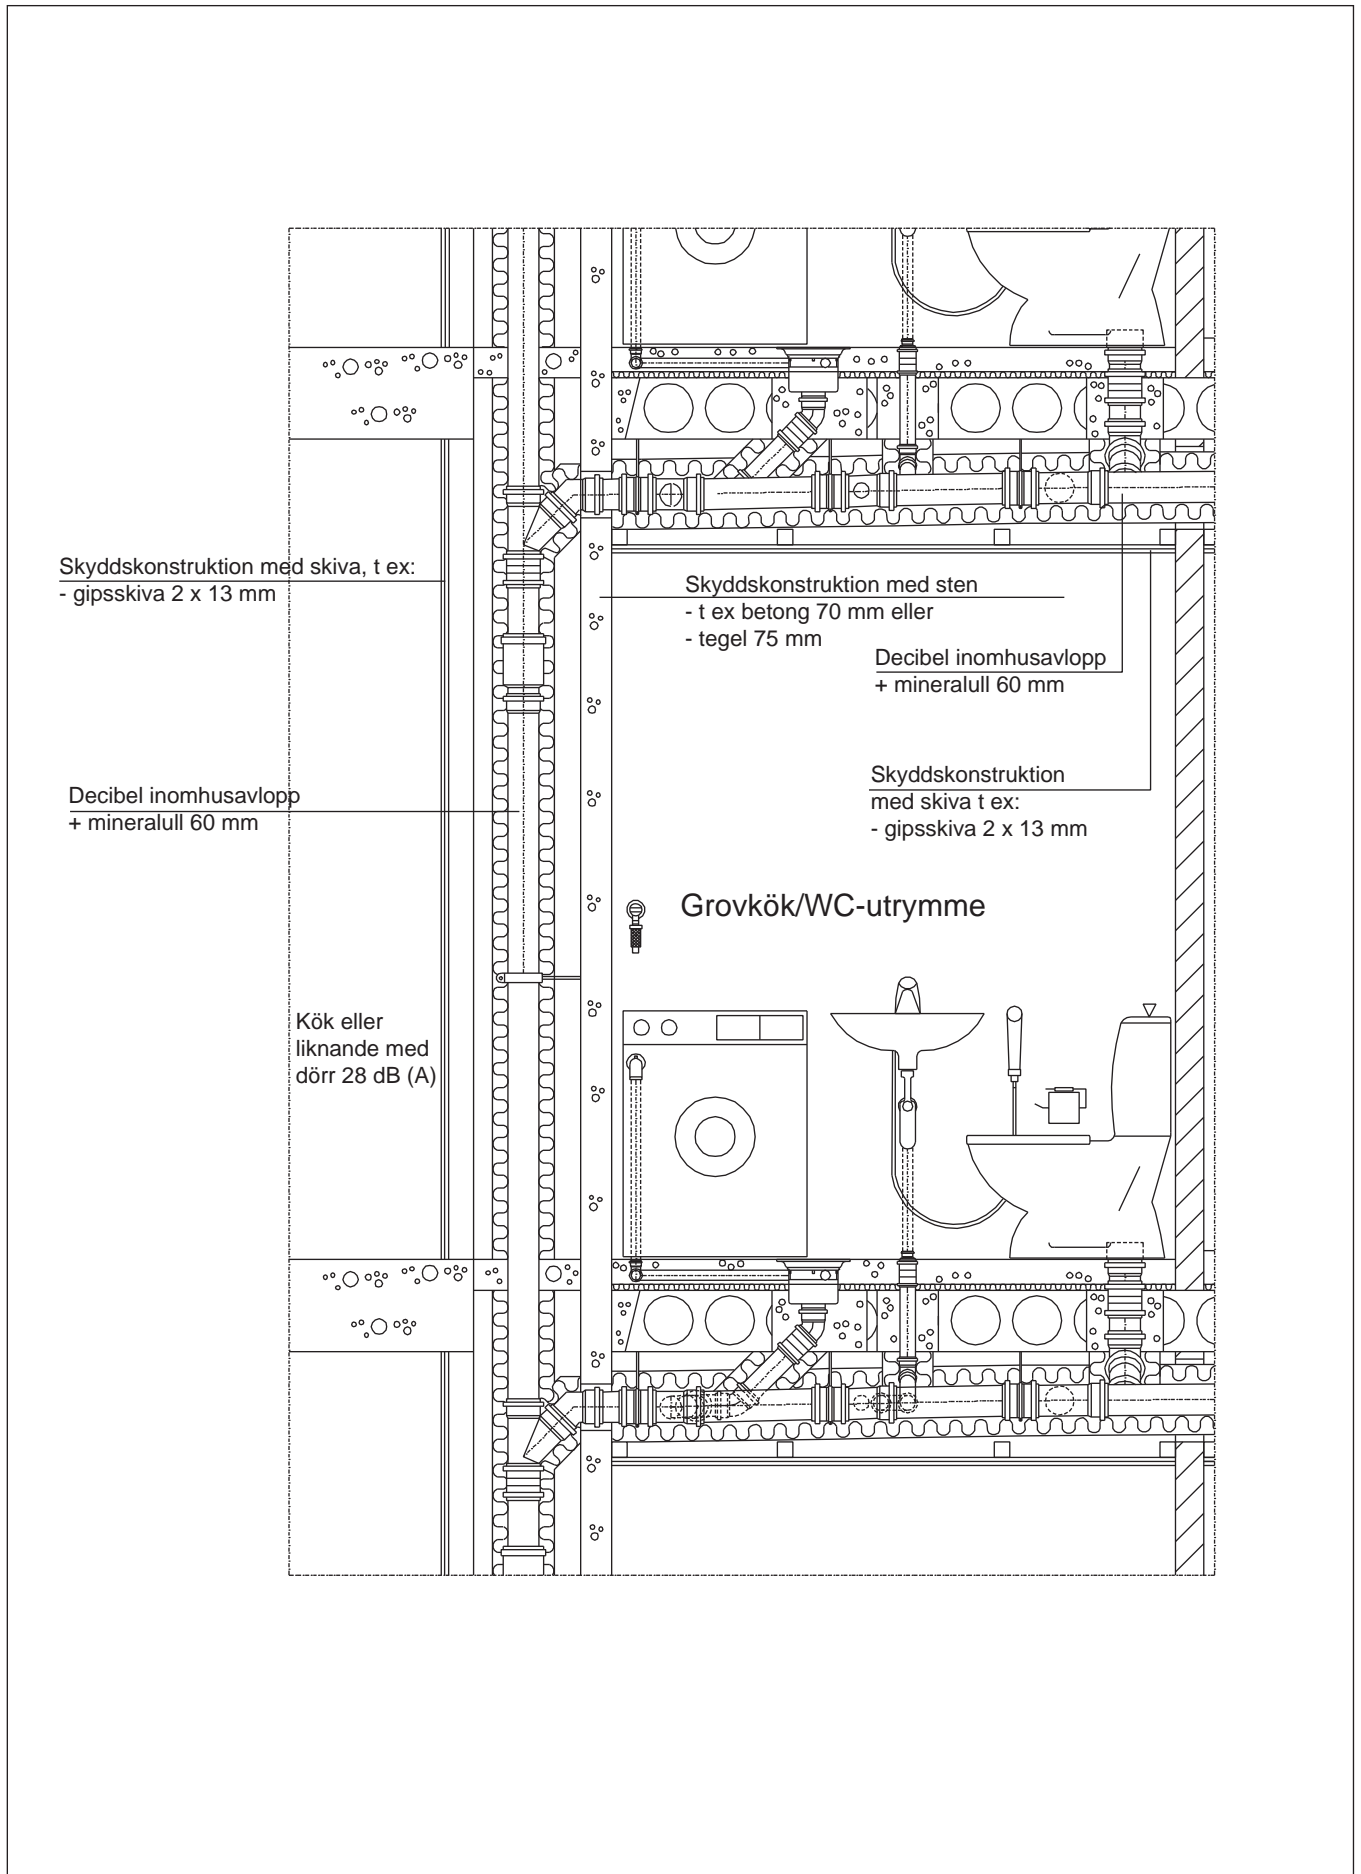 Skyddskonstruktion med skiva, t ex:
- gipsskiva 2 x 13 mm
Skyddskonstruktion med sten
- t ex betong 70 mm eller
- tegel 75 mm
Decibel inomhusavlopp
+ mineralull 60 mm
Skyddskonstruktion
med skiva t ex:
- gipsskiva 2 x 13 mm
Decibel inomhusavlopp
+ mineralull 60 mm
Grovkök/WC-utrymme
Kök eller
liknande med
dörr 28 dB (A)